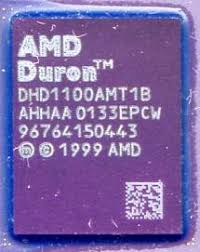 AMD
Duron™
DHD1100AMT1B
AHHAA 0133EPCW
96764150443
ⓜ © 1999 AMD